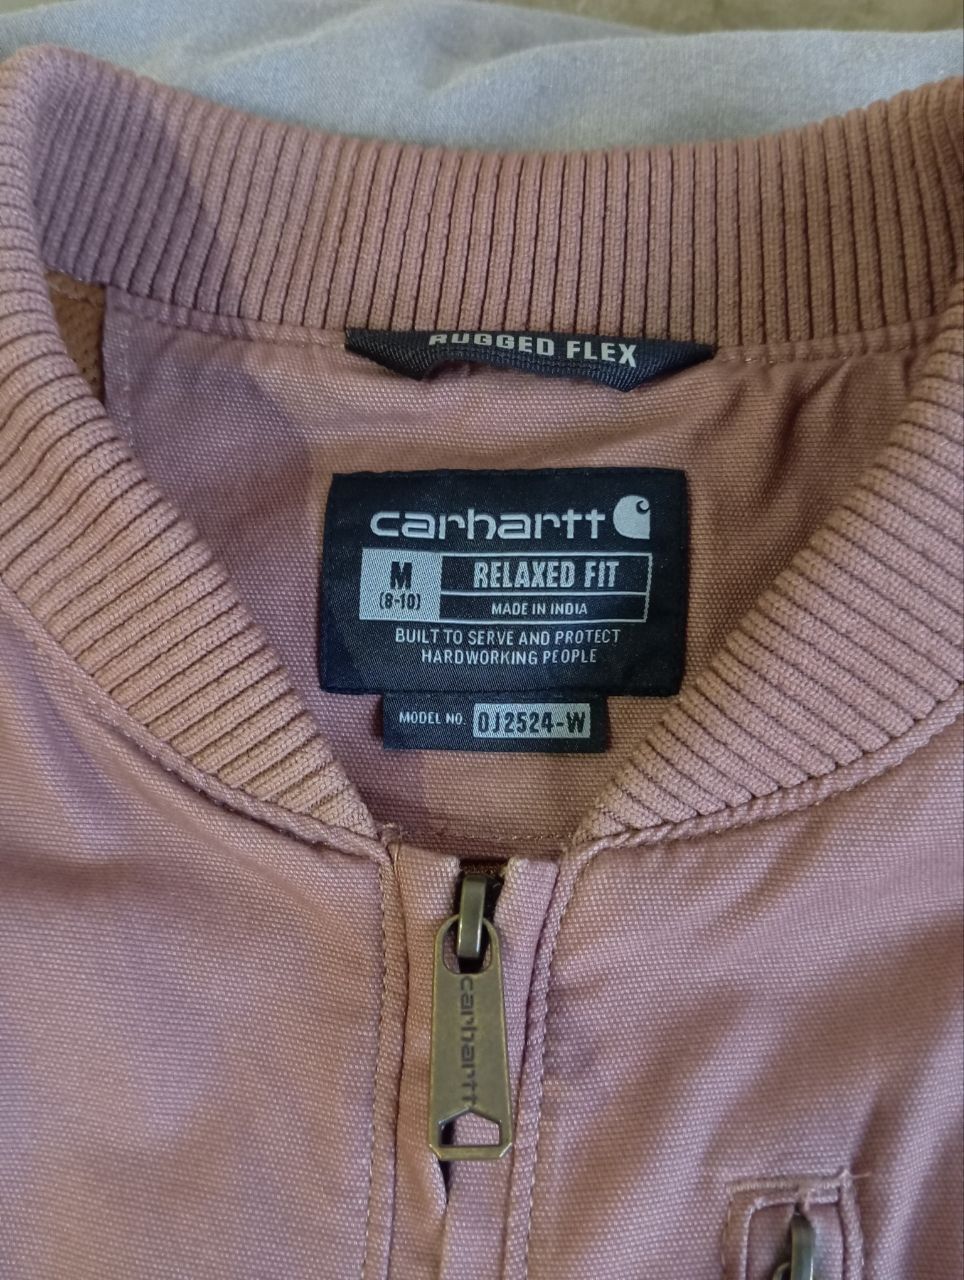 RUGGED FLEX
carhartt
M
(8-10)
RELAXED FIT
MADE IN INDIA
BUILT TO SERVE AND PROTECT
HARDWORKING PEOPLE
MODEL NO. OJ2524-W
carhartt